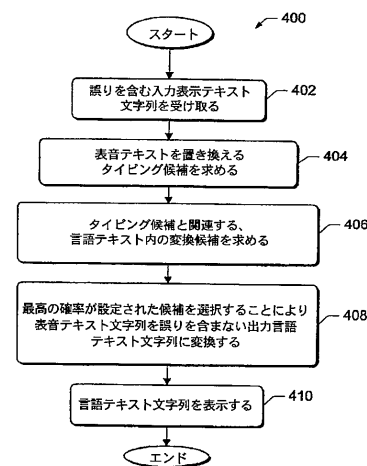 400
スタート
誤りを含む入力表示テキスト
文字列を受け取る
402
表音テキストを置き換える
タイピング候補を求める
404
タイピング候補と関連する、
言語テキスト内の変換候補を求める
406
最高の確率が設定された候補を選択することにより
表音テキスト文字列を誤りを含まない出力言語
テキスト文字列に変換する
408
言語テキスト文字列を表示する
410
エンド